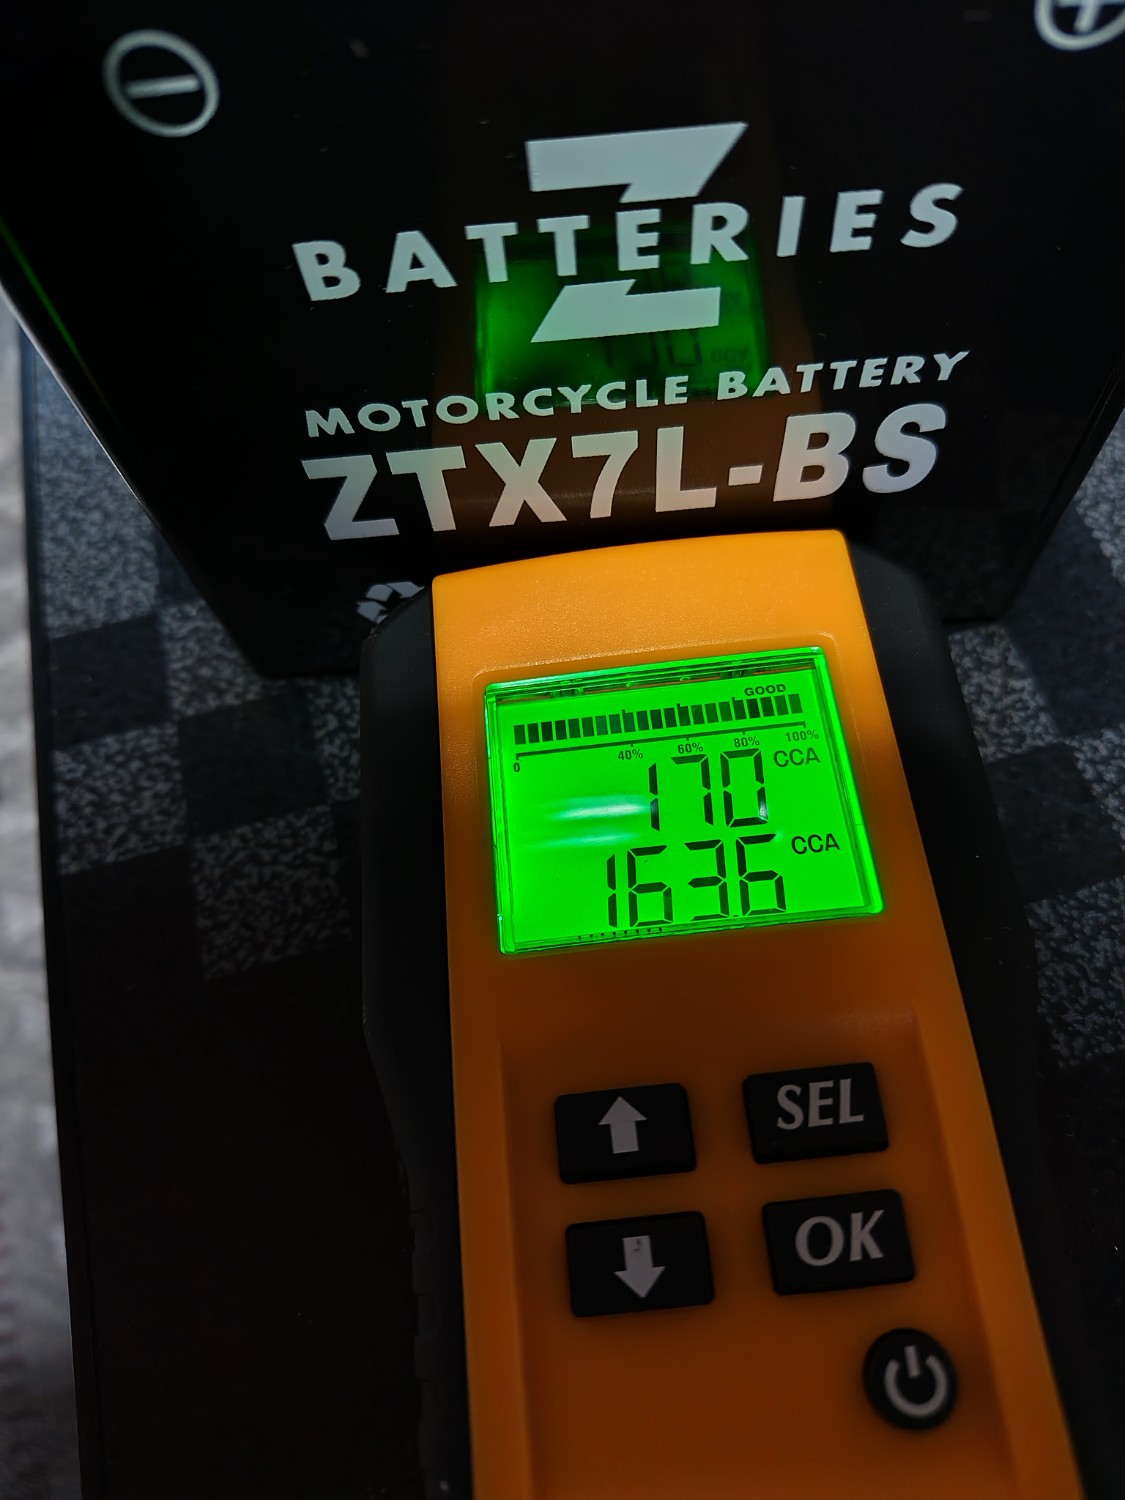 BATTERIES
MOTORCYCLE BATTERY
ZTX7L-BS
GOOD
0 40% 60% 80% 100%
170 CCA
1636 CCA
SEL
OK